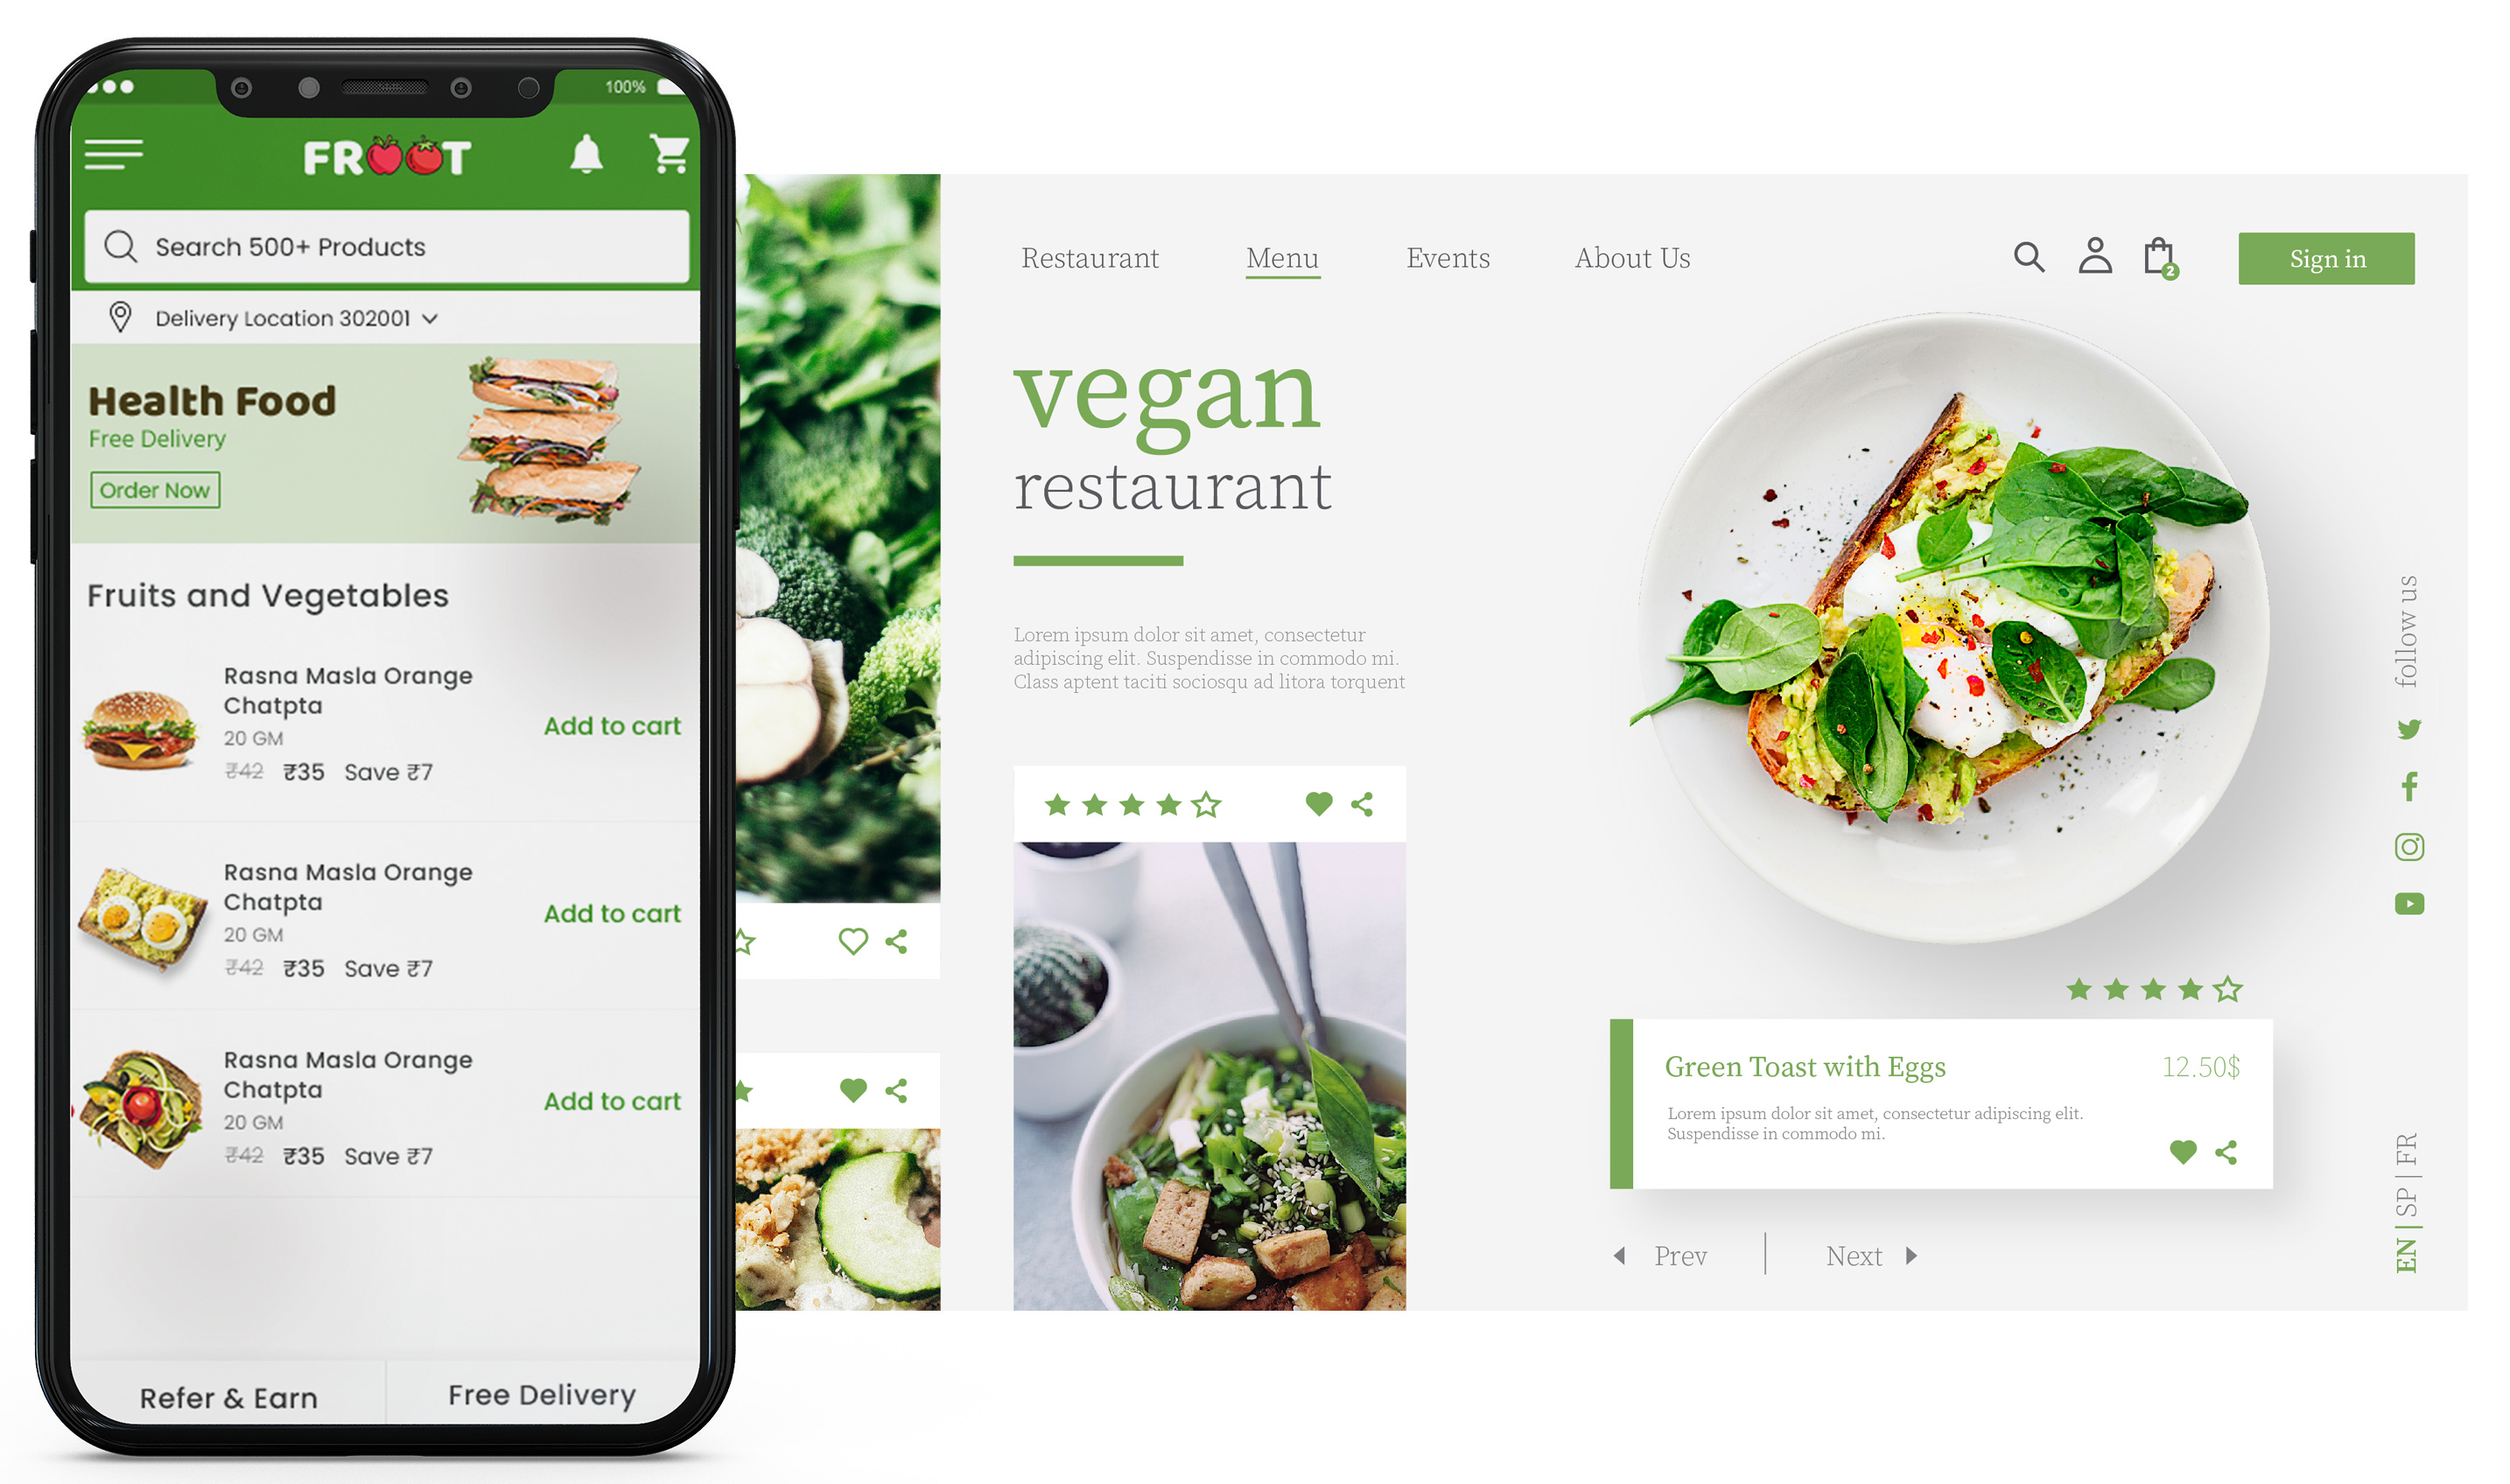 100%
FROOT
Search 500+ Products
Delivery Location 302001
Health Food
Free Delivery
Order Now
Fruits and Vegetables
Rasna Masla Orange
Chatpta
20 GM
₹42 ₹35 Save ₹7
Add to cart
Rasna Masla Orange
Chatpta
20 GM
₹42 ₹35 Save ₹7
Add to cart
Rasna Masla Orange
Chatpta
20 GM
₹42 ₹35 Save ₹7
Add to cart
Refer & Earn
Free Delivery
Restaurant
Menu
Events
About Us
2
Sign in
vegan
restaurant
Lorem ipsum dolor sit amet, consectetur
adipiscing elit. Suspendisse in commodo mi.
Class aptent taciti sociosqu ad litora torquent
Green Toast with Eggs
12.50$
Lorem ipsum dolor sit amet, consectetur adipiscing elit.
Suspendisse in commodo mi.
Prev
Next
follow us
EN | SP | FR